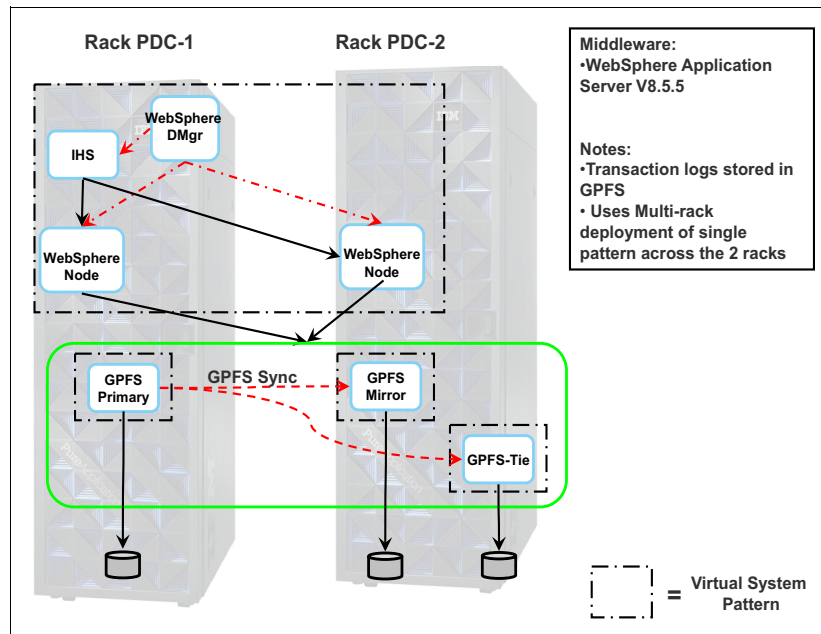 Rack PDC-1
Rack PDC-2
Middleware:
•WebSphere Application
Server V8.5.5
Notes:
•Transaction logs stored in
GPFS
• Uses Multi-rack
deployment of single
pattern across the 2 racks
WebSphere
DMgr
IHS
WebSphere
Node
WebSphere
Node
GPFS
Primary
GPFS Sync
GPFS
Mirror
GPFS-Tie
= Virtual System
Pattern